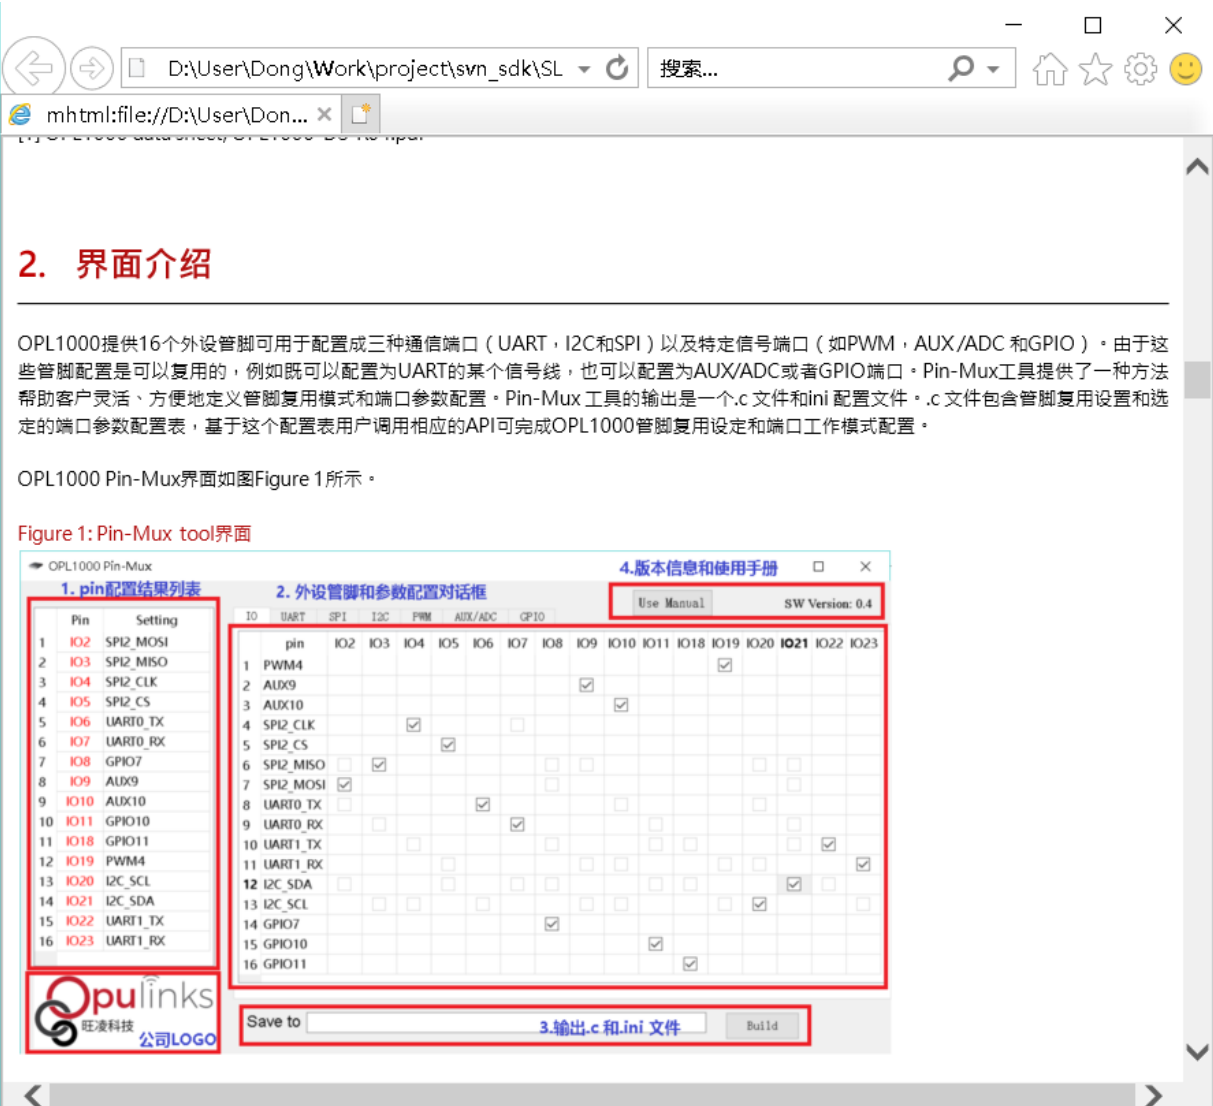 D:\User\Dong\Work\project\svn_sdk\SL
搜索...
mhtml:file://D:\User\Don...
2. 界面介绍
OPL1000提供16个外设管脚可用于配置成三种通信端口（UART，I2C和SPI）以及特定信号端口（如PWM，AUX/ADC 和GPIO）。由于这
些管脚配置是可以复用的，例如既可以配置为UART的某个信号线，也可以配置为AUX/ADC或者GPIO端口。Pin-Mux工具提供了一种方法
帮助客户灵活、方便地定义管脚复用模式和端口参数配置。Pin-Mux 工具的输出是一个.c 文件和ini 配置文件。.c 文件包含管脚复用设置和选
定的端口参数配置表，基于这个配置表用户调用相应的API可完成OPL1000管脚复用设定和端口工作模式配置。
OPL1000 Pin-Mux界面如图Figure 1所示。
Figure 1: Pin-Mux tool界面
OPL1000 Pin-Mux
1. pin配置结果列表
2. 外设管脚和参数配置对话框
4.版本信息和使用手册
Use Manual
SW Version: 0.4
Pin Setting
1 IO2 SPI2_MOSI
2 IO3 SPI2_MISO
3 IO4 SPI2_CLK
4 IO5 SPI2_CS
5 IO6 UART0_TX
6 IO7 UART0_RX
7 IO8 GPIO7
8 IO9 AUX9
9 IO10 AUX10
10 IO11 GPIO10
11 IO18 GPIO11
12 IO19 PWM4
13 IO20 I2C_SCL
14 IO21 I2C_SDA
15 IO22 UART1_TX
16 IO23 UART1_RX
IO UART SPI I2C PWM AUX/ADC GPIO
pin IO2 IO3 IO4 IO5 IO6 IO7 IO8 IO9 IO10 IO11 IO18 IO19 IO20 IO21 IO22 IO23
1 PWM4
2 AUX9
3 AUX10
4 SPI2_CLK
5 SPI2_CS
6 SPI2_MISO
7 SPI2_MOSI
8 UART0_TX
9 UART0_RX
10 UART1_TX
11 UART1_RX
12 I2C_SDA
13 I2C_SCL
14 GPIO7
15 GPIO10
16 GPIO11
Opulinks
旺凌科技
公司LOGO
Save to
3.输出.c 和.ini 文件
Build